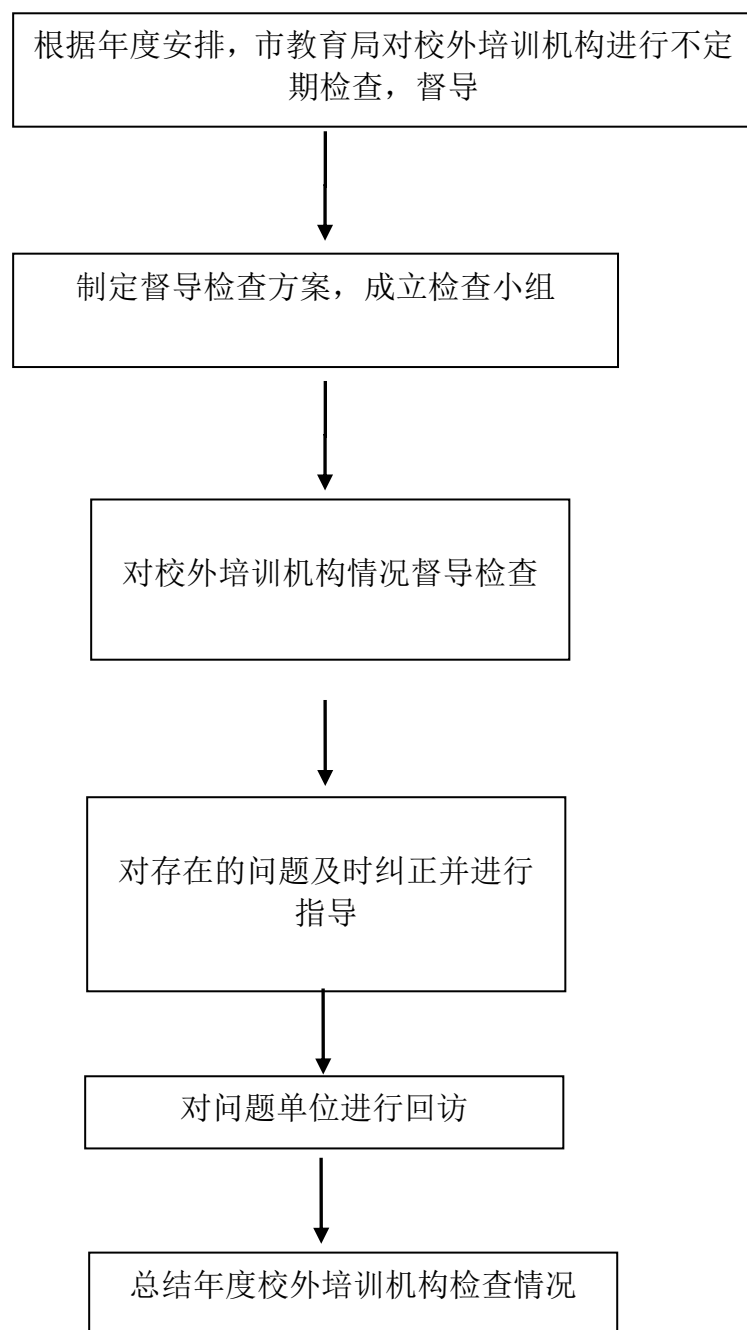 根据年度安排，市教育局对校外培训机构进行不定
期检查，督导
制定督导检查方案，成立检查小组
对校外培训机构情况督导检查
对存在的问题及时纠正并进行
指导
对问题单位进行回访
总结年度校外培训机构检查情况